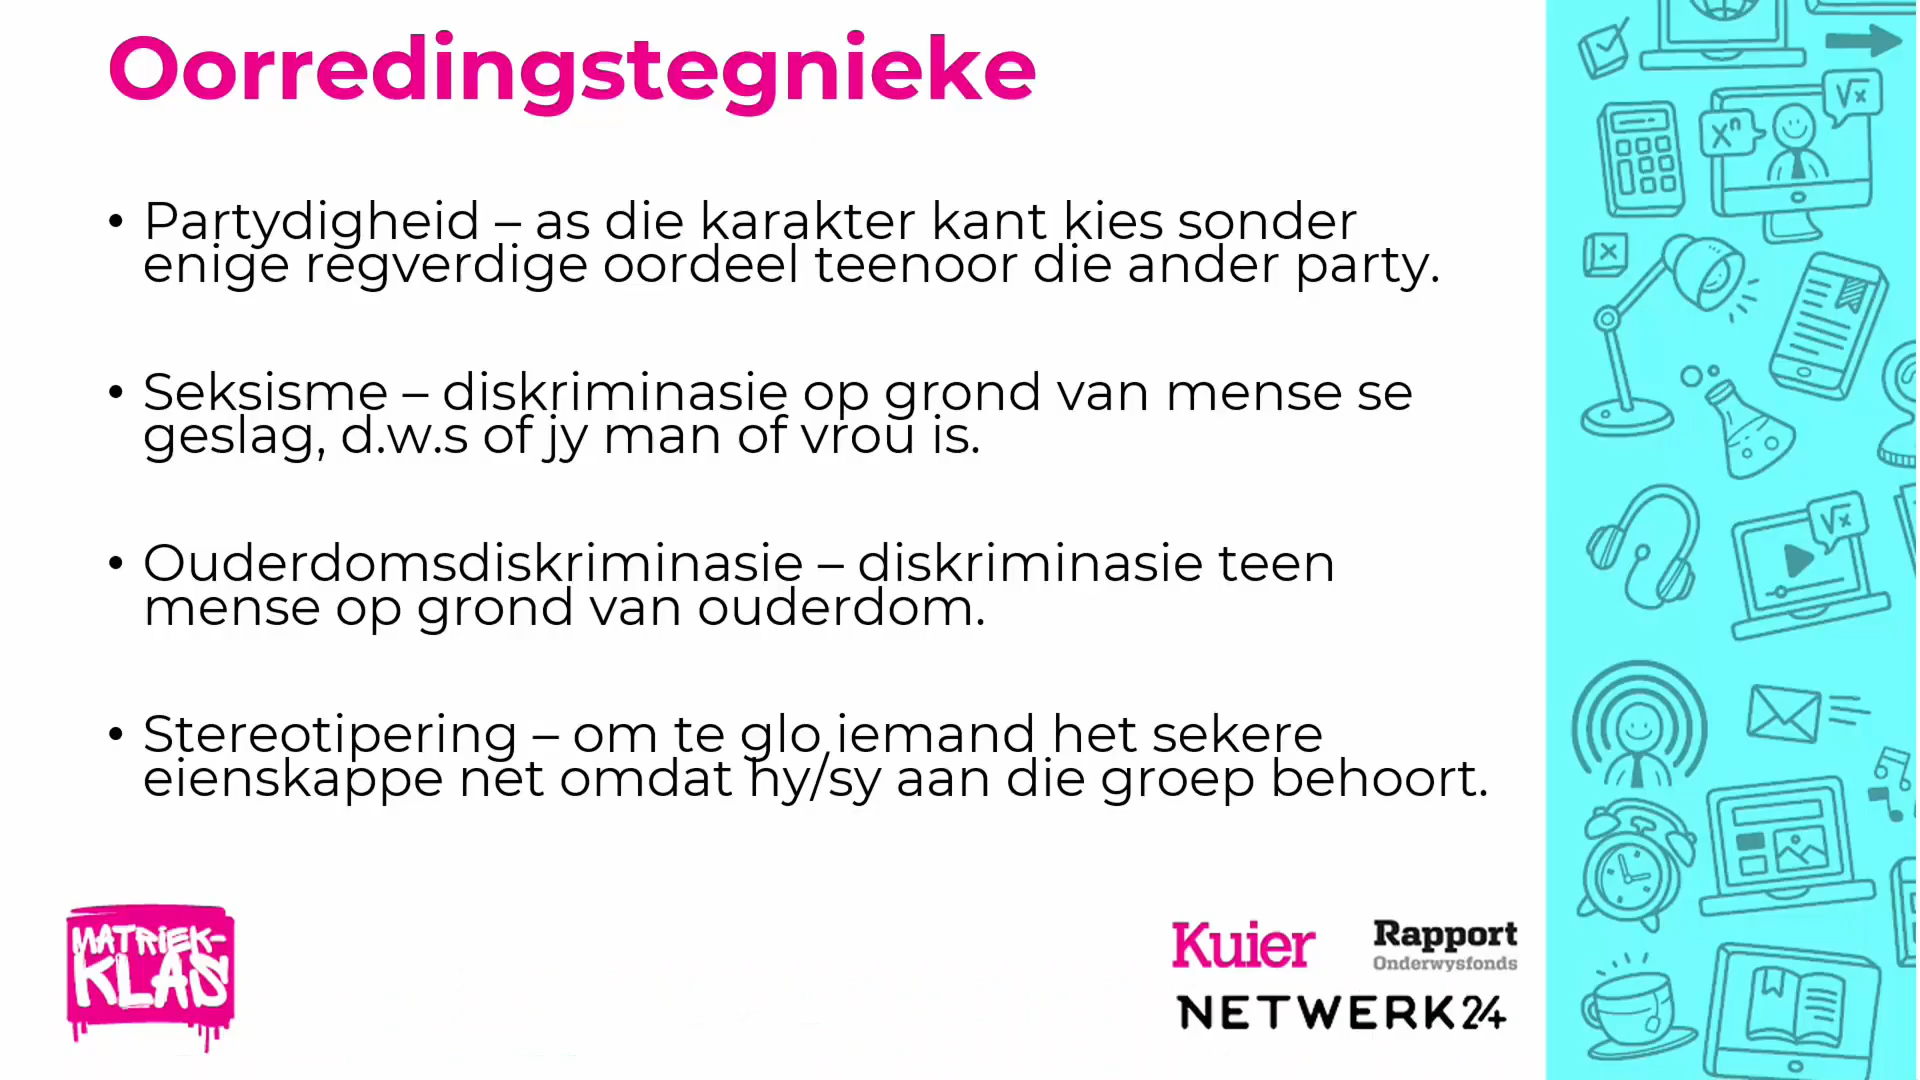 Oorredingstegnieke
• Partydigheid – as die karakter kant kies sonder
enige regverdige oordeel teenoor die ander party.
• Seksisme – diskriminasie op grond van mense se
geslag, d.w.s of jy man of vrou is.
• Ouderdomsdiskriminasie – diskriminasie teen
mense op grond van ouderdom.
• Stereotipering – om te glo iemand het sekere
eienskappe net omdat hy/sy aan die groep behoort.
MATRIEK-
KLAS
Kuier
Rapport
Onderwysfonds
NETWERK24
√x
xⁿ
x
√x